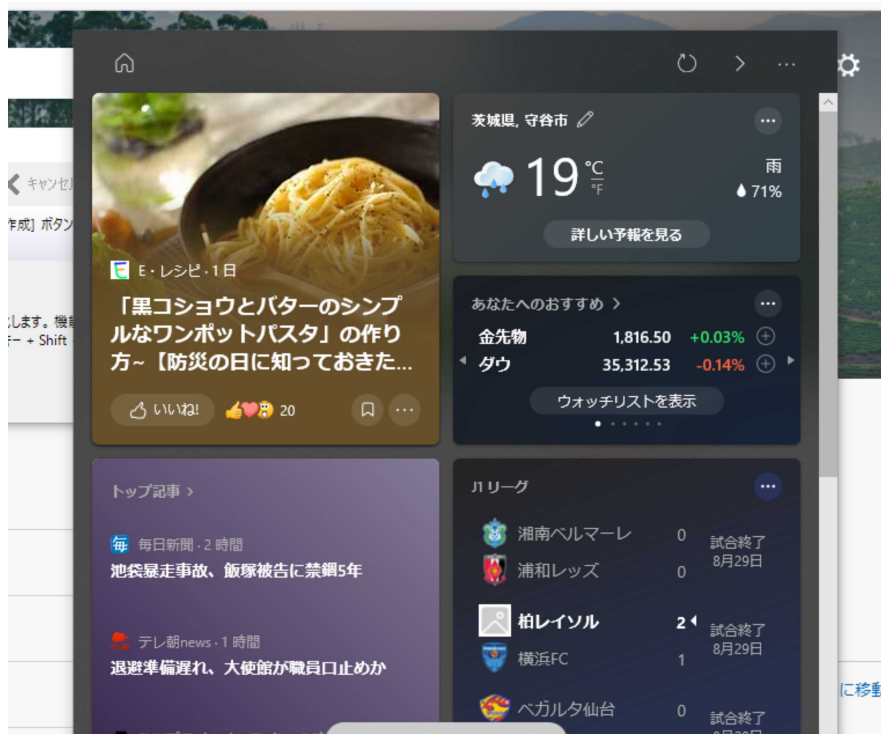 キャンセル
作成] ボタン
します。機
ー + Shift
E・レシピ・1 日
「黒コショウとバターのシンプ
ルなワンポットパスタ」の作り
方~【防災の日に知っておきた...
いいね!
20
茨城県, 守谷市
19 °C
°F
雨
71%
詳しい予報を見る
あなたへのおすすめ
金先物 1,816.50 +0.03%
ダウ 35,312.53 -0.14%
ウォッチリストを表示
トップ記事
毎日新聞・2 時間
池袋暴走事故、飯塚被告に禁錮5年
テレ朝news・1 時間
退避準備遅れ、大使館が職員口止めか
J1 リーグ
湘南ベルマーレ 0
浦和レッズ 0
試合終了
8月29日
柏レイソル 2
横浜FC 1
試合終了
8月29日
ベガルタ仙台 0
試合終了
8月29日
に移動